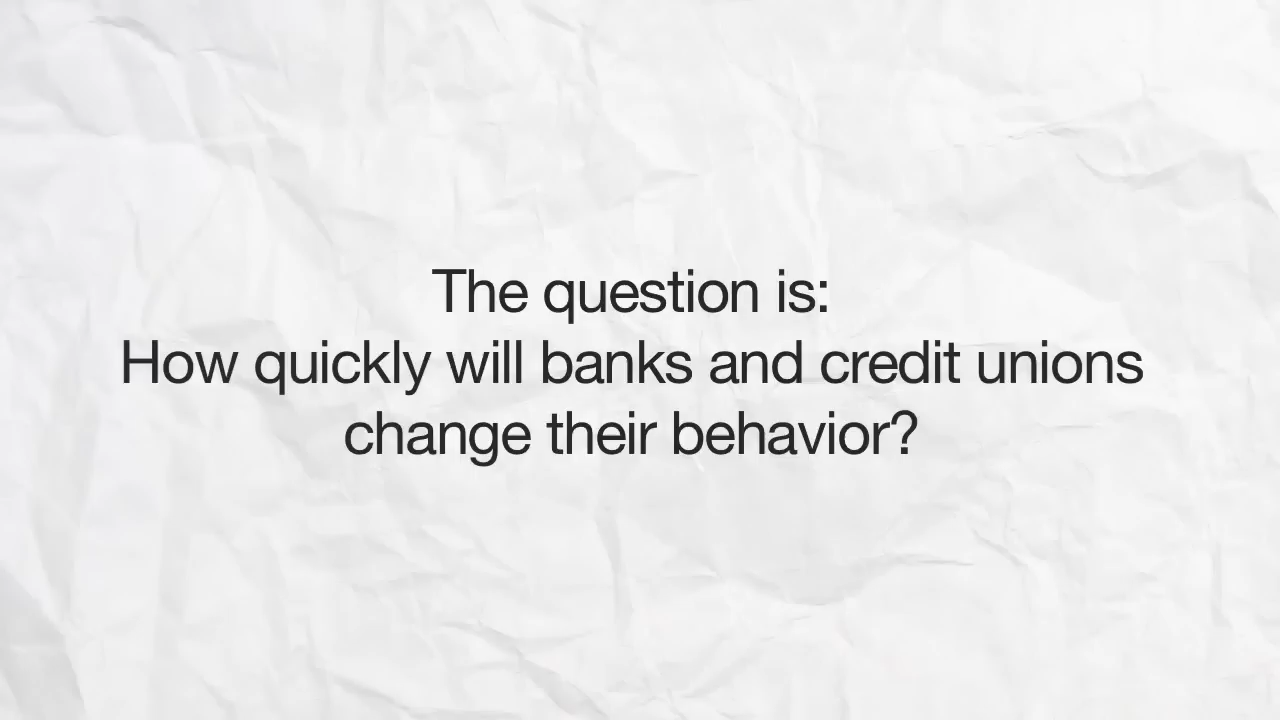 The question is:
How quickly will banks and credit unions
change their behavior?